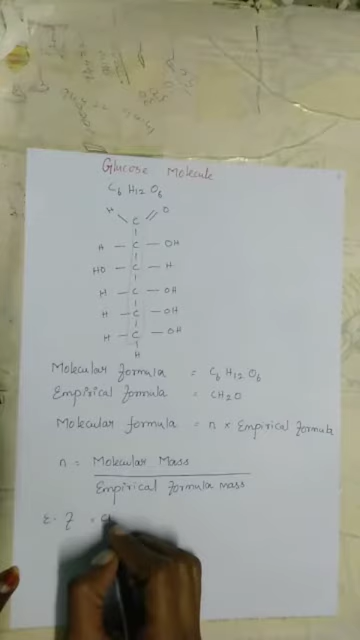 Glucose Molecule
C6 H12 O6
H O
C
H — C — OH
HO — C — H
H — C — OH
H — C — OH
H — C — OH
H
Molecular formula = C6 H12 O6
Empirical formula = CH2O
Molecular formula = n × Empirical formula
n = Molecular Mass
Empirical formula mass
E. f = C